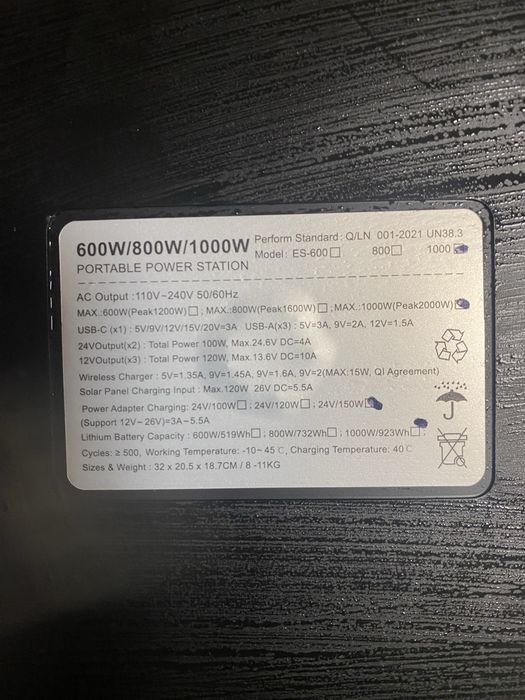 600W/800W/1000W
PORTABLE POWER STATION
Perform Standard: Q/LN 001-2021 UN38.3
Model: ES-600□ 800□ 1000□
AC Output :110V~240V 50/60Hz
MAX.:600W(Peak1200W)□; MAX.:800W(Peak1600W)□;MAX.:1000W(Peak2000W)□
USB-C (x1) : 5V/9V/12V/15V/20V=3A USB-A(x3) : 5V=3A, 9V=2A, 12V=1.5A
24VOutput(x2) : Total Power 100W, Max.24.6V DC=4A
12VOutput(x3) : Total Power 120W, Max.13.6V DC=10A
Wireless Charger : 5V=1.35A, 9V=1.45A, 9V=1.6A, 9V=2(MAX:15W, QI Agreement)
Solar Panel Charging Input : Max.120W 26V DC=5.5A
Power Adapter Charging: 24V/100W□; 24V/120W□; 24V/150W□
(Support 12V~26V)=3A-5.5A
Lithium Battery Capacity : 600W/519Wh□; 800W/732Wh□; 1000W/923Wh□;
Cycles: ≥ 500, Working Temperature: -10~ 45 ℃, Charging Temperature: 40℃
Sizes & Weight : 32 x 20.5 x 18.7CM / 8 -11KG